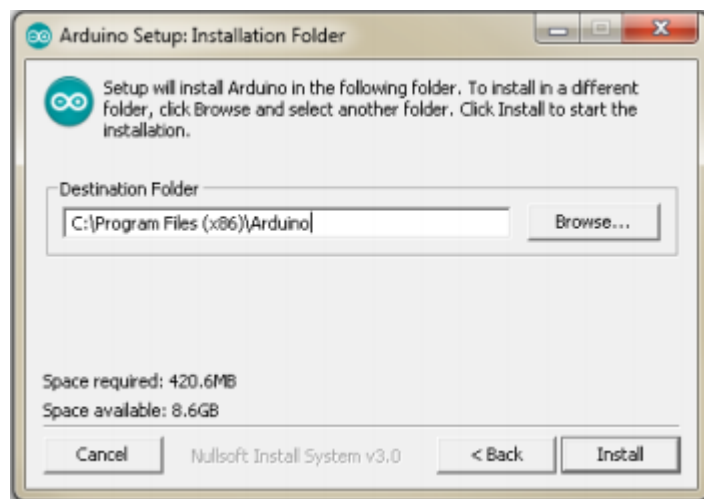 Arduino Setup: Installation Folder
Setup will install Arduino in the following folder. To install in a different
folder, click Browse and select another folder. Click Install to start the
installation.
Destination Folder
C:\Program Files (x86)\Arduino
Browse...
Space required: 420.6MB
Space available: 8.6GB
Cancel
Nullsoft Install System v3.0
< Back
Install